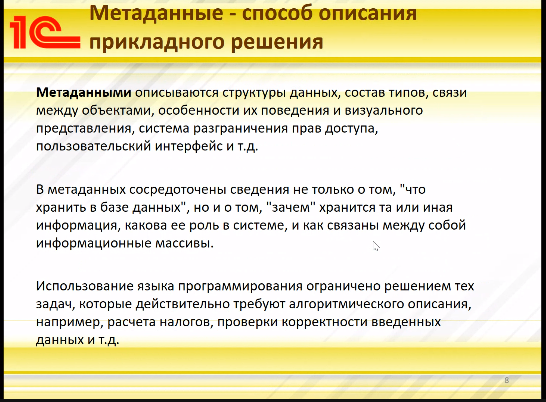 1С
Метаданные - способ описания
прикладного решения
Метаданными описываются структуры данных, состав типов, связи
между объектами, особенности их поведения и визуального
представления, система разграничения прав доступа,
пользовательский интерфейс и т.д.
В метаданных сосредоточены сведения не только о том, "что
хранить в базе данных", но и о том, "зачем" хранится та или иная
информация, какова ее роль в системе, и как связаны между собой
информационные массивы.
Использование языка программирования ограничено решением тех
задач, которые действительно требуют алгоритмического описания,
например, расчета налогов, проверки корректности введенных
данных и т.д.
8